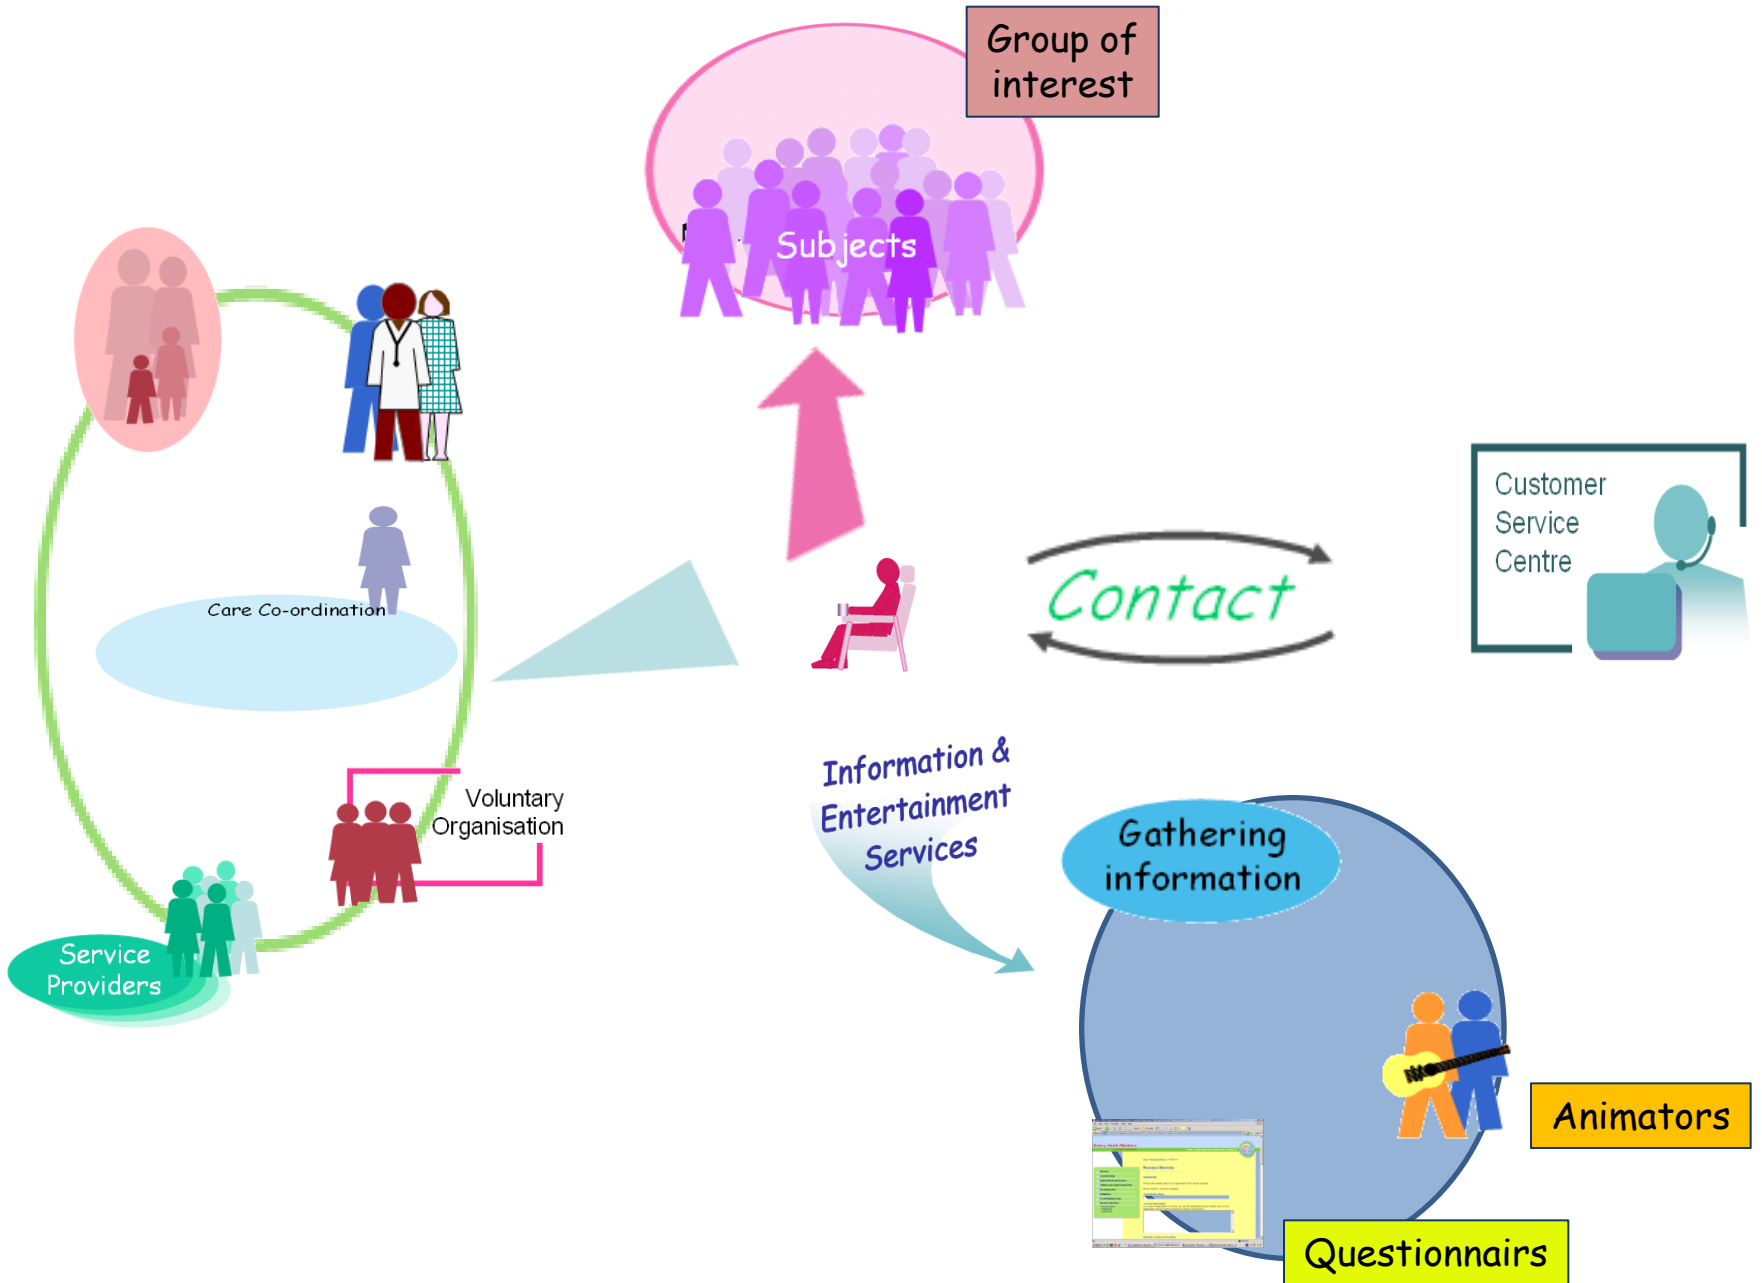 Group of
interest
Subjects
Customer
Service
Centre
Contact
Care Co-ordination
Information &
Entertainment
Services
Voluntary
Organisation
Gathering
information
Service
Providers
Animators
Questionnairs